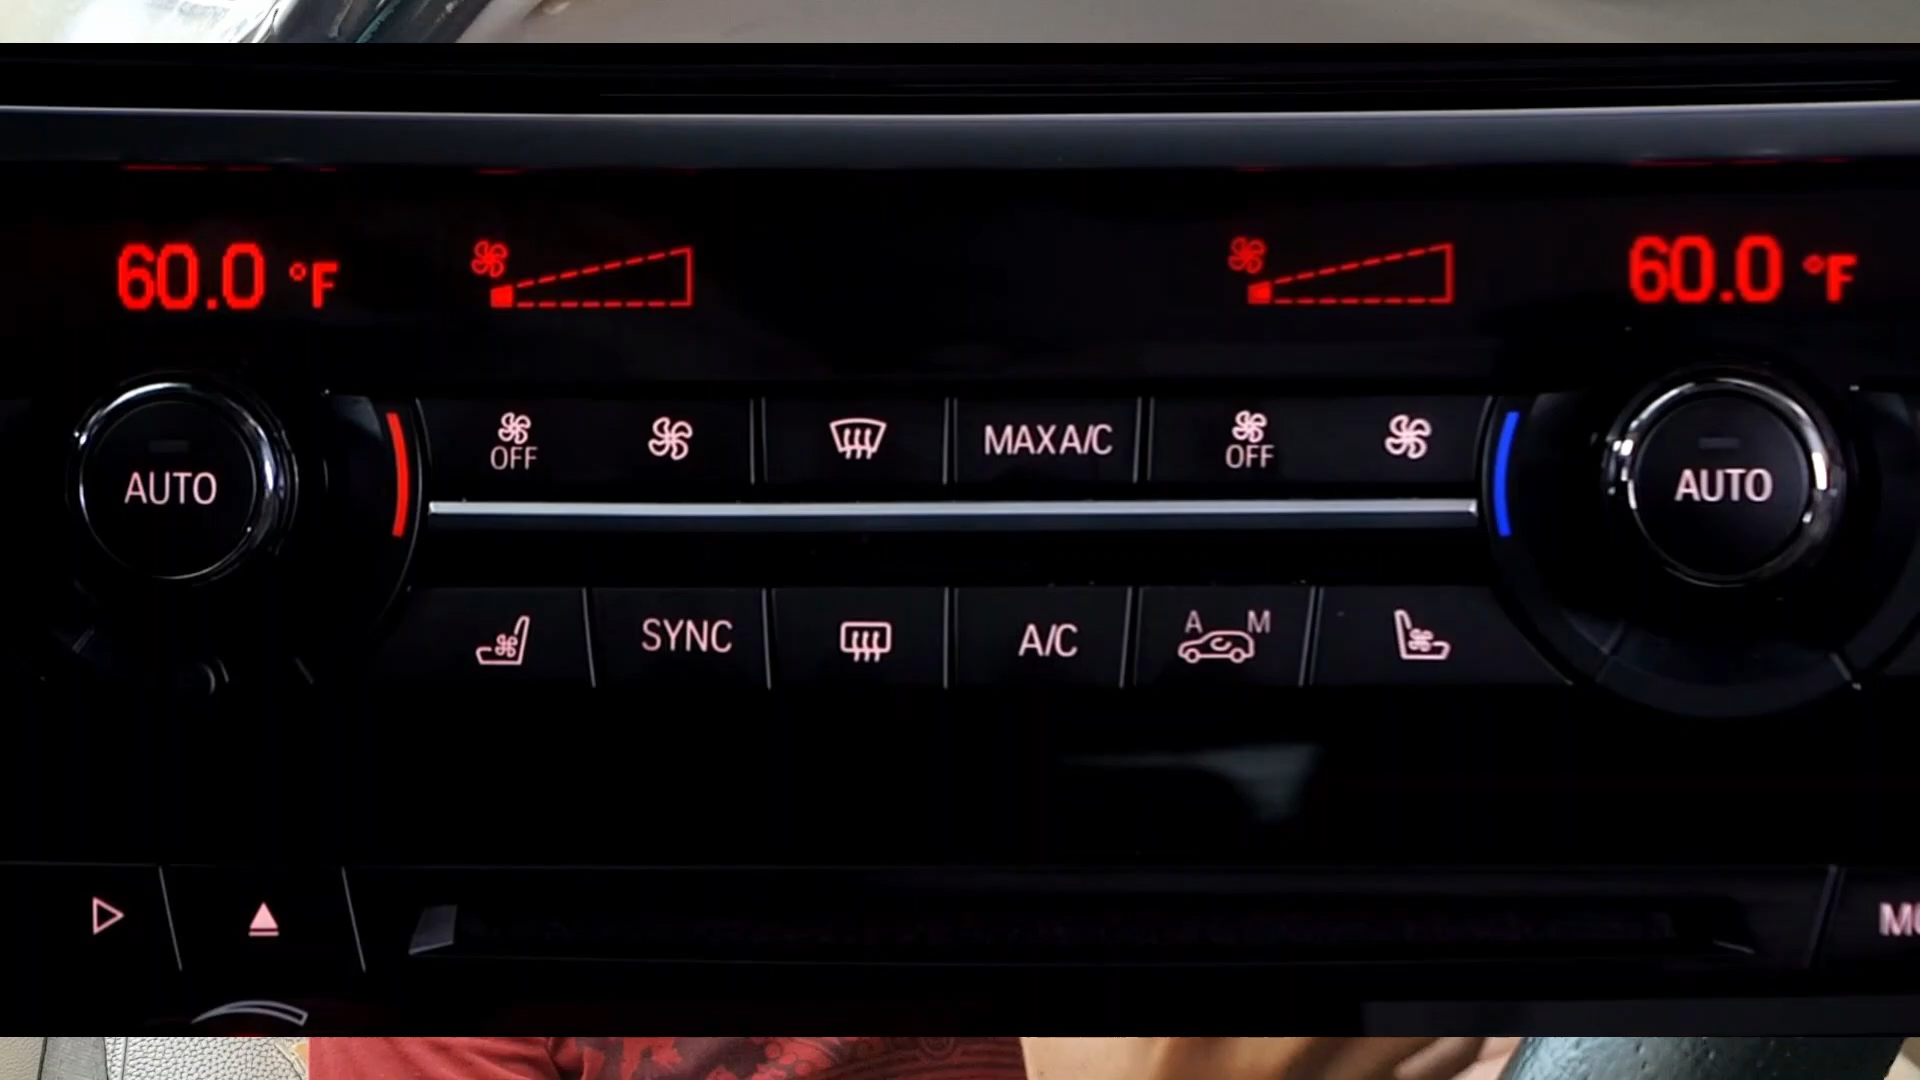 60.0 °F 60.0 °F
AUTO OFF MAX A/C OFF AUTO
SYNC A/C A M